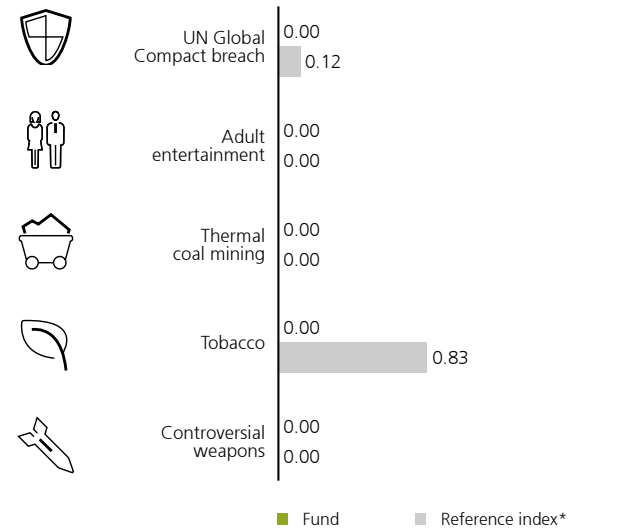 UN Global
Compact breach
0.00
0.12
Adult
entertainment
0.00
0.00
Thermal
coal mining
0.00
0.00
Tobacco
0.00
0.83
Controversial
weapons
0.00
0.00
Fund
Reference index*